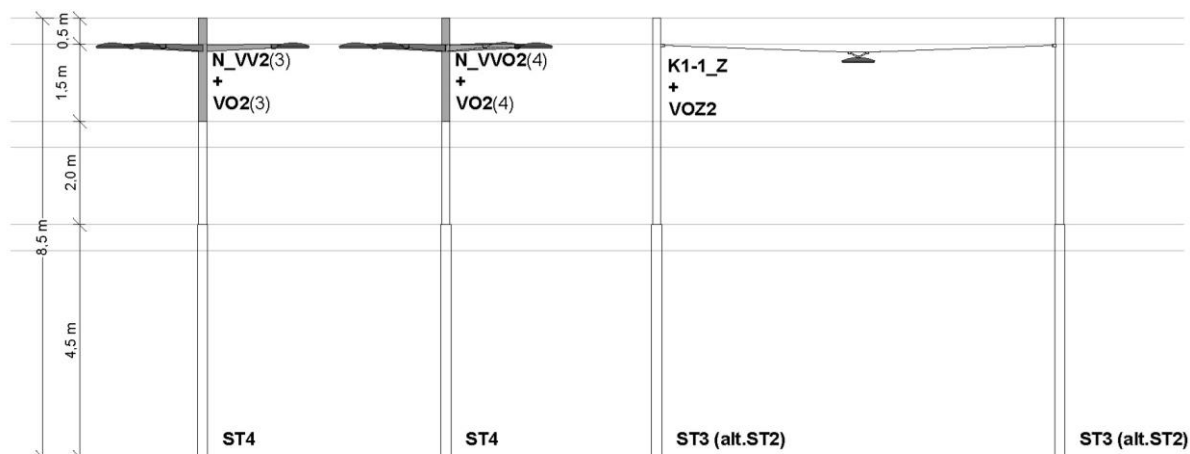 0,5 m
1.5 m
2,0 m
8,5 m
4,5 m
N_VV2(3)
+
VO2(3)
N_VVO2(4)
+
VO2(4)
K1-1_Z
+
VOZ2
ST4
ST4
ST3 (alt.ST2)
ST3 (alt.ST2)